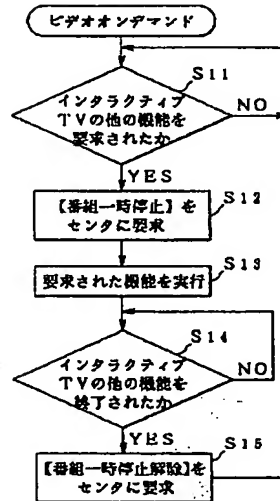 ビデオオンデマンド
S11
インタラクティブ
TVの他の機能を
要求されたか
NO
YES
S12
【番組一時停止】を
センタに要求
S13
要求された機能を実行
S14
インタラクティブ
TVの他の機能を
終了されたか
NO
YES
S15
【番組一時停止解除】を
センタに要求